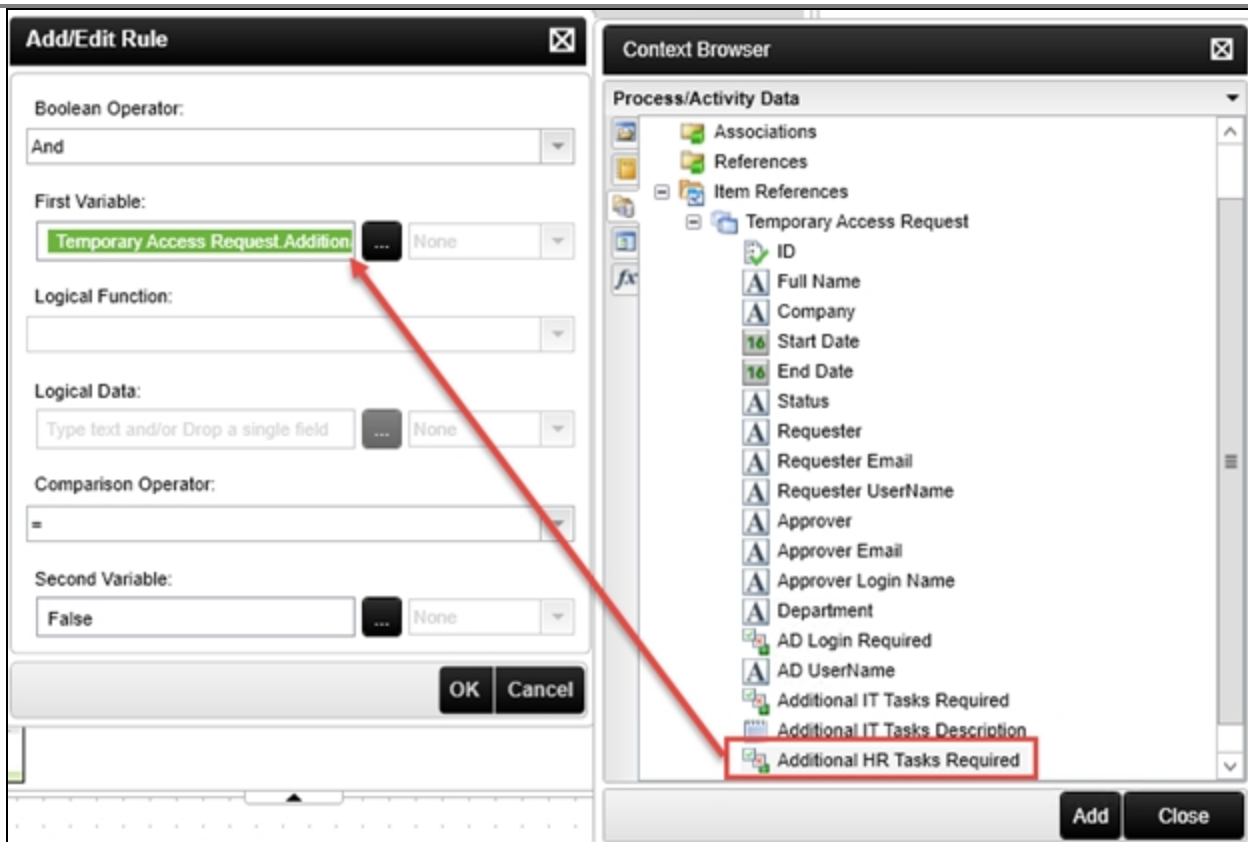 Add/Edit Rule
Boolean Operator:
And
First Variable:
Temporary Access Request.Addition
...
None
Logical Function:
Logical Data:
Type text and/or Drop a single field
...
None
Comparison Operator:
=
Second Variable:
False
...
None
OK
Cancel
Context Browser
Process/Activity Data
Associations
References
Item References
Temporary Access Request
ID
A Full Name
A Company
16 Start Date
16 End Date
A Status
A Requester
A Requester Email
A Requester UserName
A Approver
A Approver Email
A Approver Login Name
A Department
AD Login Required
A AD UserName
Additional IT Tasks Required
Additional IT Tasks Description
Additional HR Tasks Required
fx
Add
Close